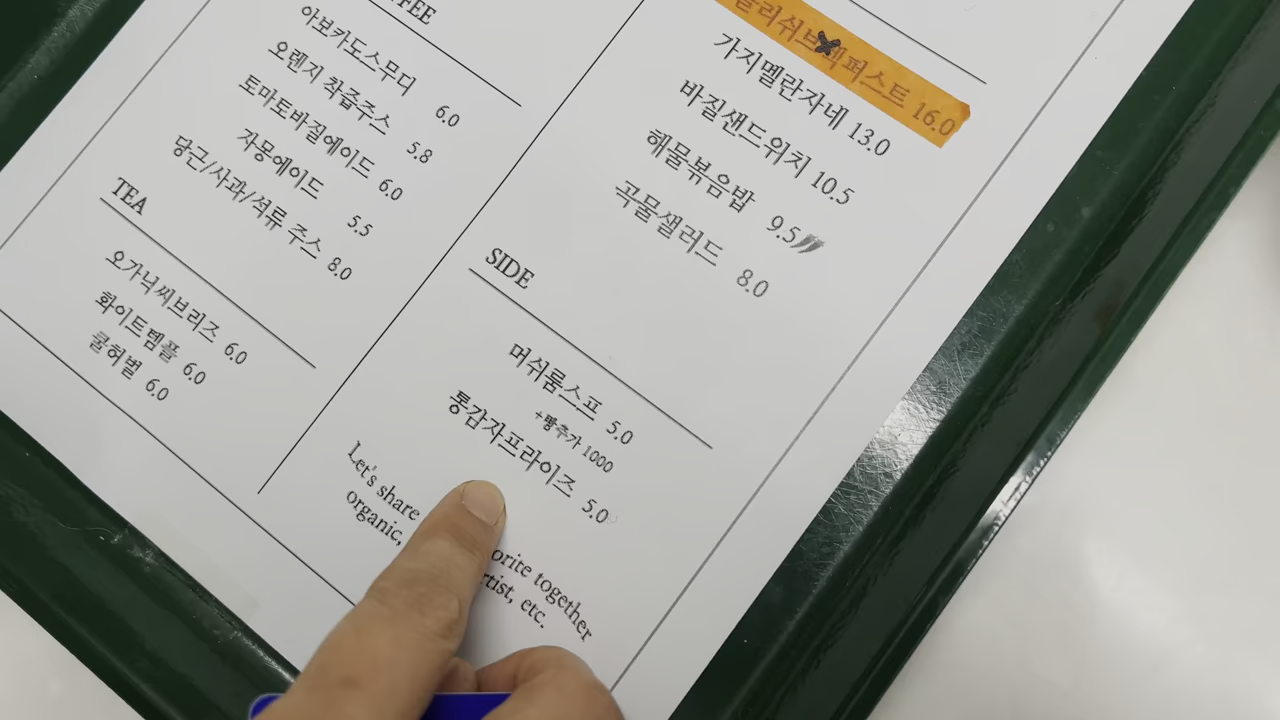 FFEE
아보카도스무디 6.0
오렌지 착즙주스 5.8
토마토바질에이드 6.0
자몽에이드 5.5
당근/사과/석류 주스 8.0
TEA
오가닉씨브리즈 6.0
화이트템플 6.0
쿨허벌 6.0
퍼스트 16.0
가지멜란자네 13.0
바질샌드위치 10.5
해물볶음밥 9.5
곡물샐러드 8.0
SIDE
머쉬룸스프 5.0
+빵추가 1000
통감자프라이즈 5.0
Let's share orite together
organic, rtist, etc.